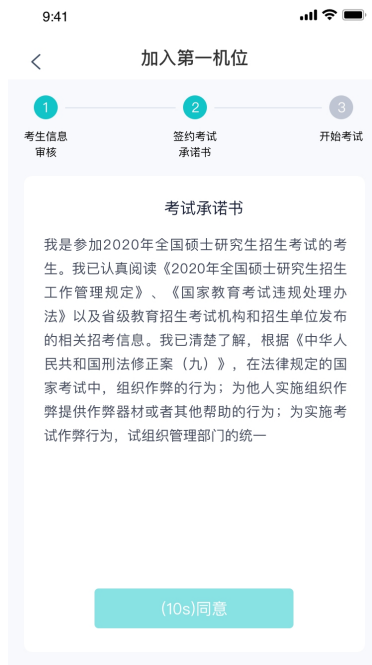 9:41
加入第一机位
1
2
3
考生信息
审核
签约考试
承诺书
开始考试
考试承诺书
我是参加2020年全国硕士研究生招生考试的考
生。我已认真阅读《2020年全国硕士研究生招生
工作管理规定》、《国家教育考试违规处理办
法》以及省级教育招生考试机构和招生单位发布
的相关招考信息。我已清楚了解，根据《中华人
民共和国刑法修正案（九）》，在法律规定的国
家考试中，组织作弊的行为；为他人实施组织作
弊提供作弊器材或者其他帮助的行为；为实施考
试作弊行为，试组织管理部门的统一
(10s)同意